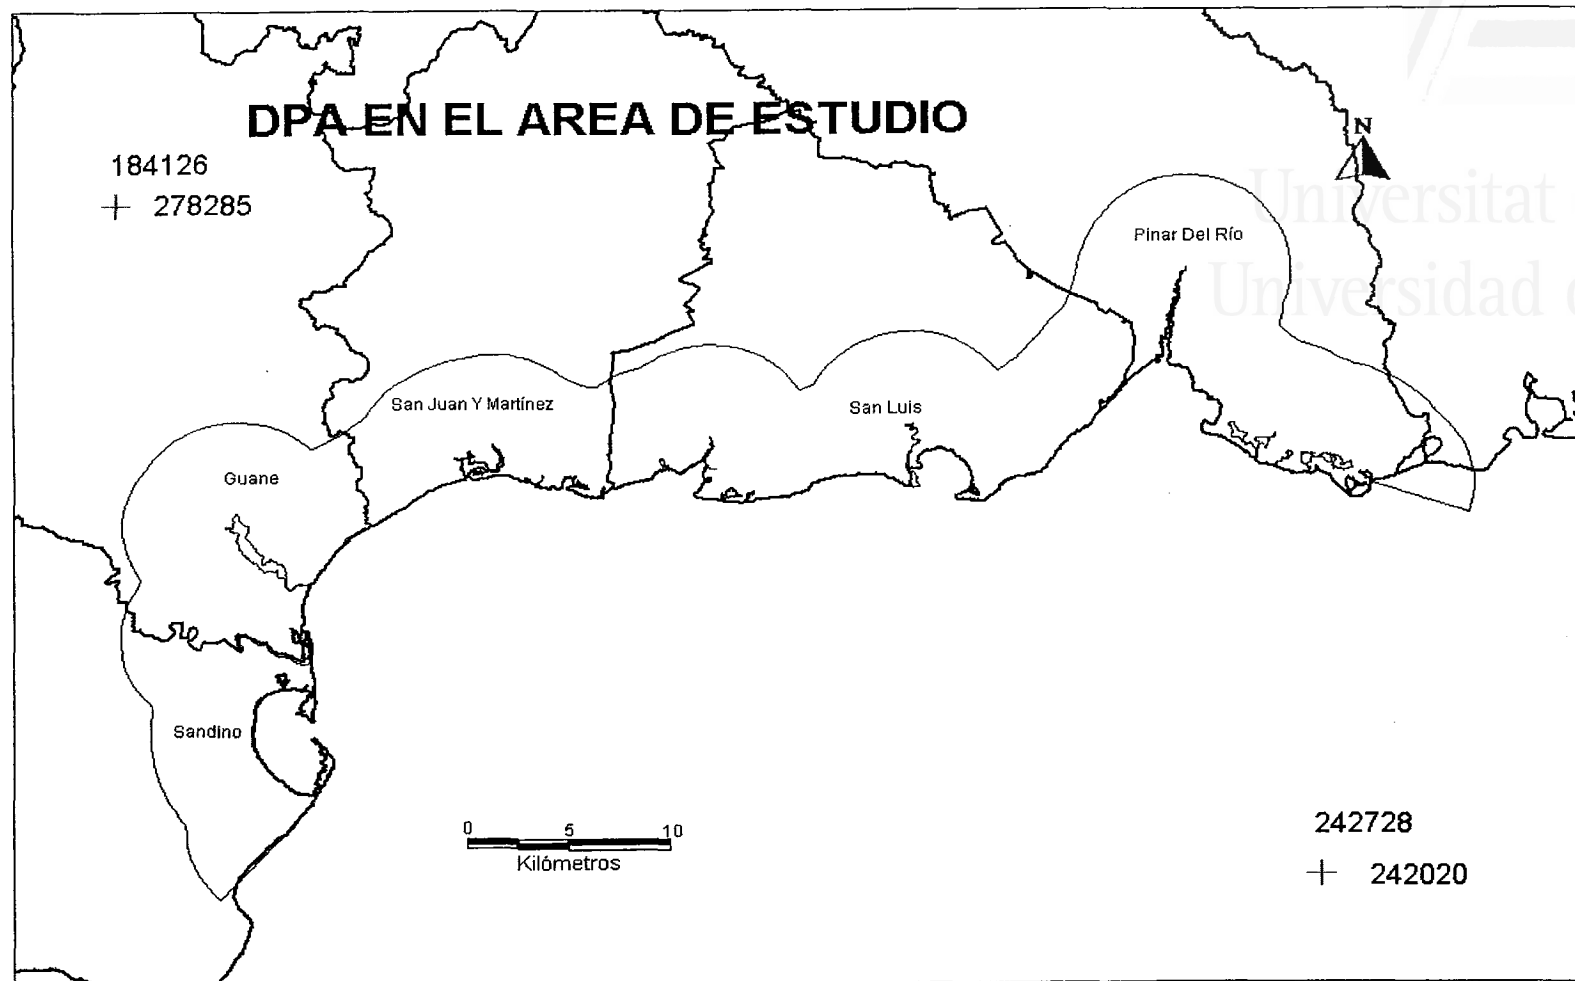 DPA EN EL AREA DE ESTUDIO
184126
278285
N
Universitat
Universidad
Pinar Del Río
San Juan Y Martínez
San Luis
Guane
Sandino
0 5 10
Kilómetros
242728
242020